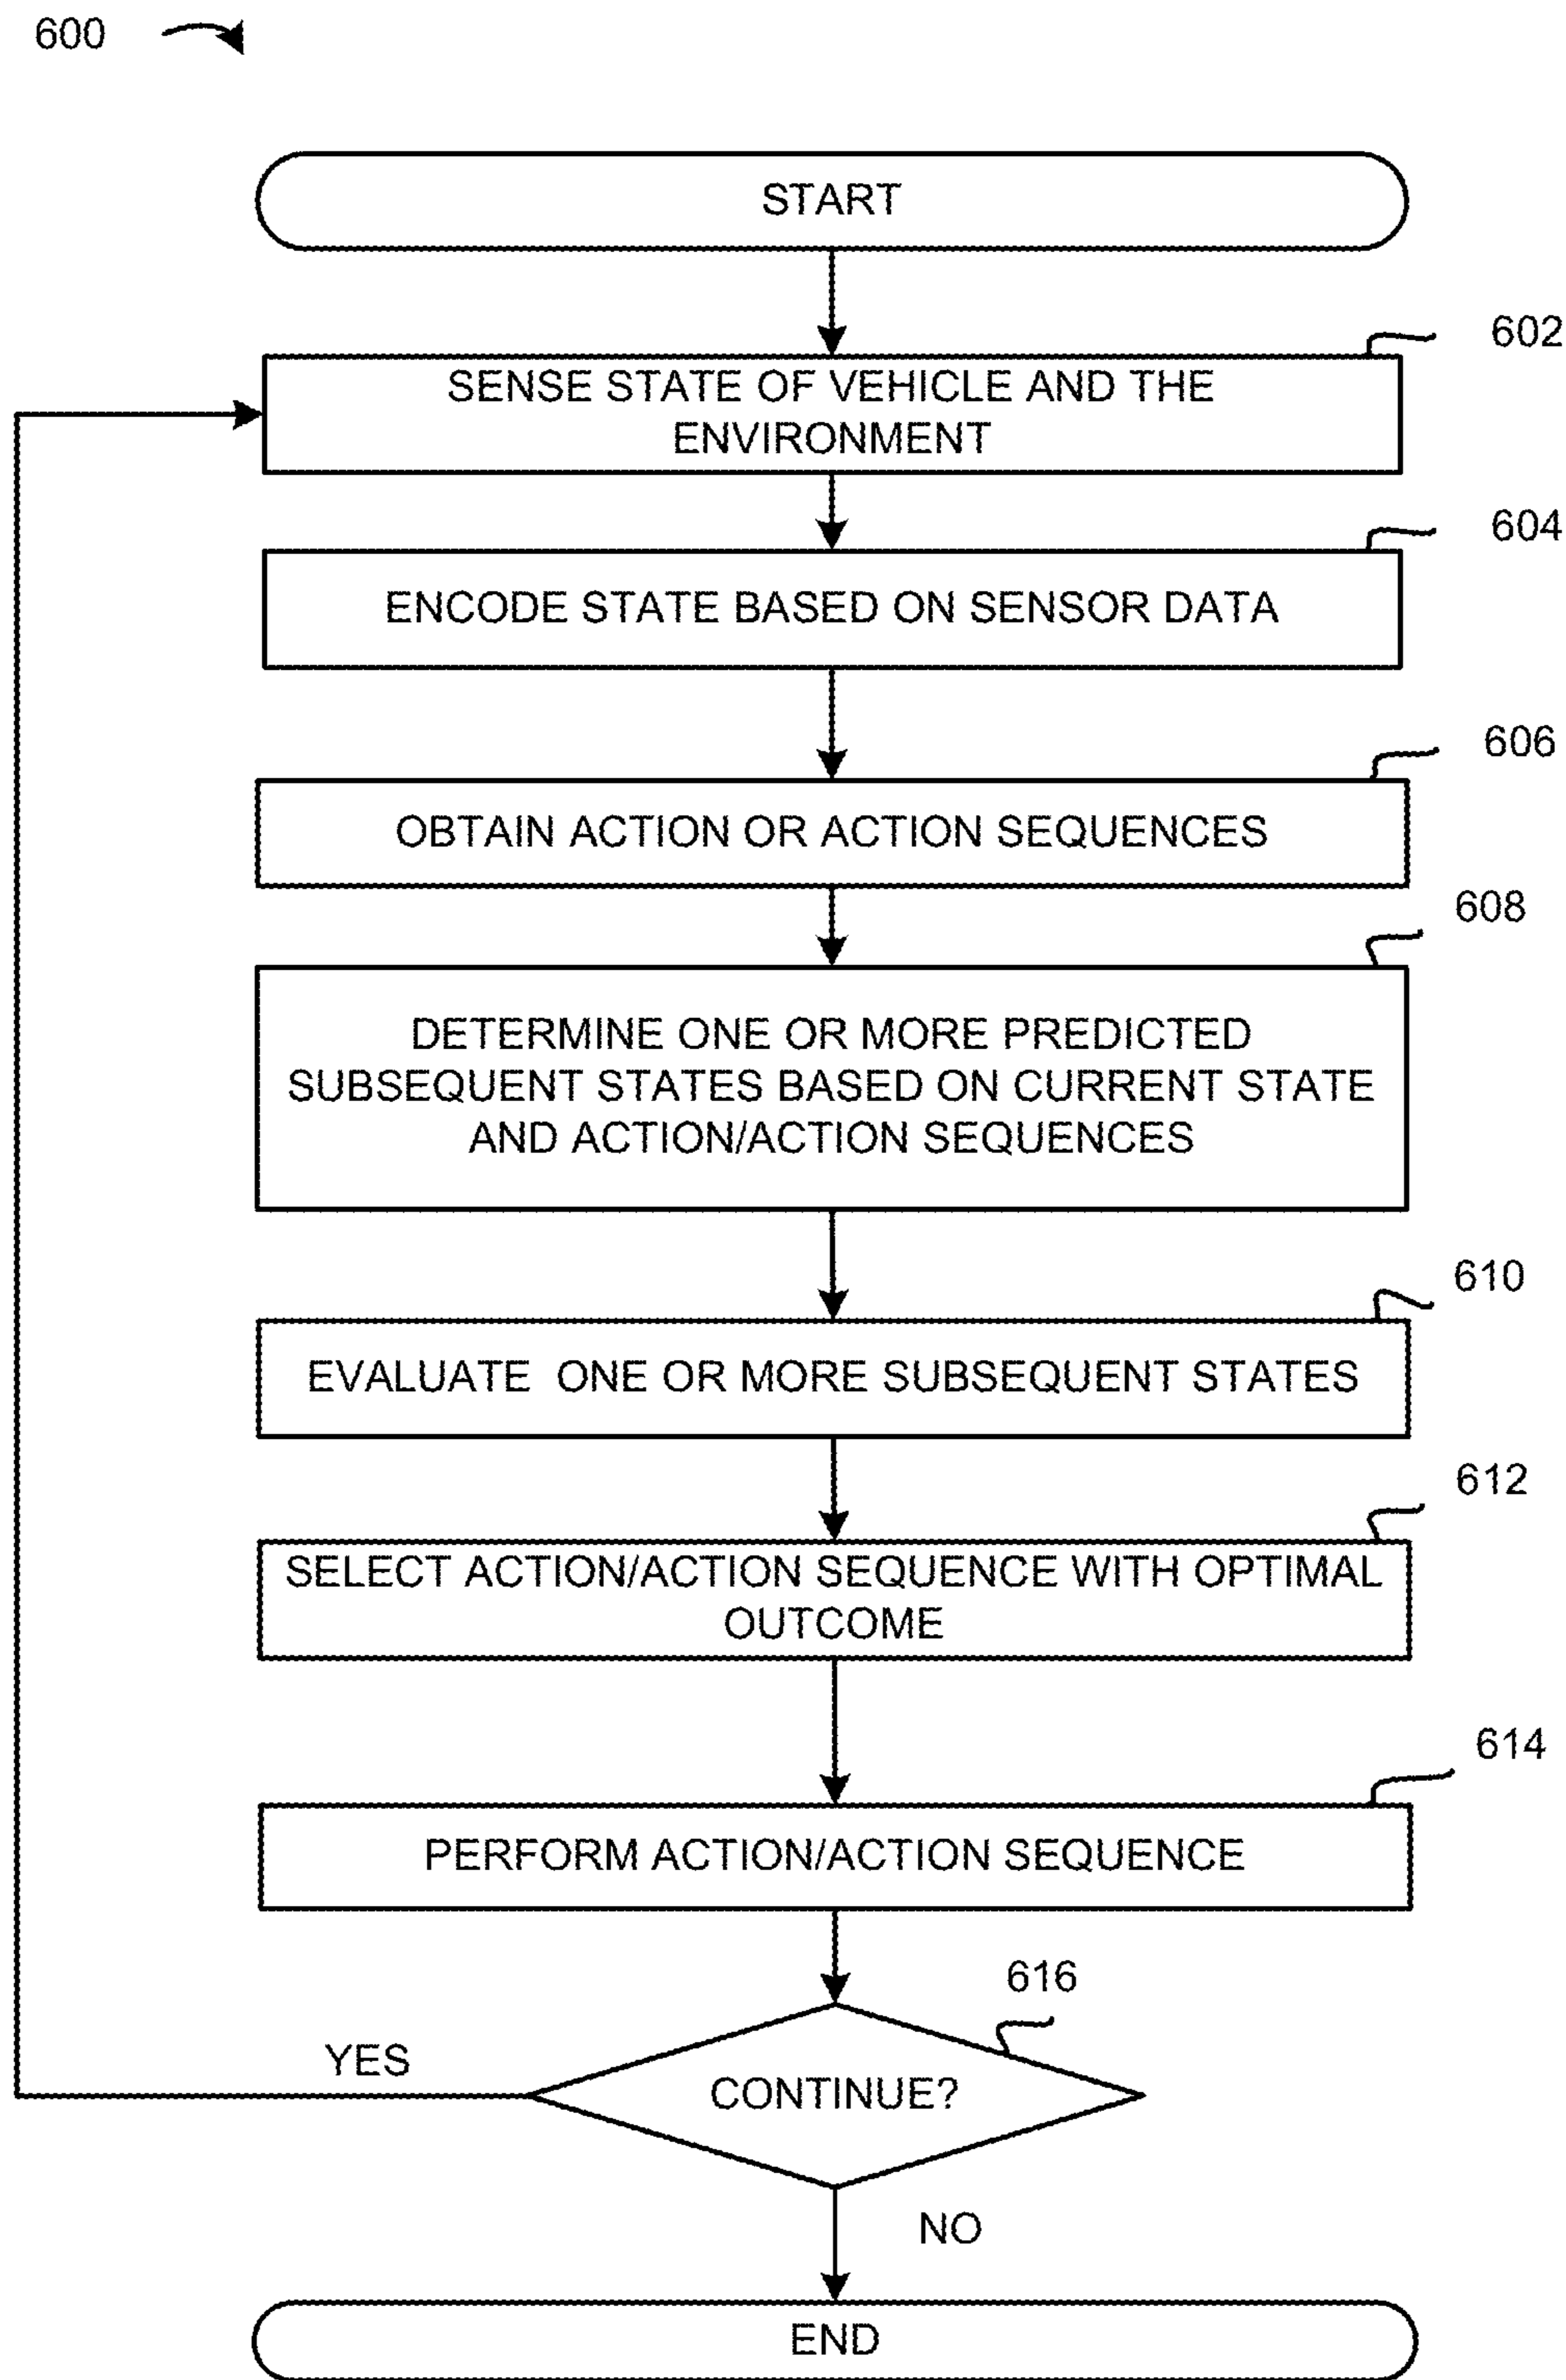 600
START
602
SENSE STATE OF VEHICLE AND THE
ENVIRONMENT
604
ENCODE STATE BASED ON SENSOR DATA
606
OBTAIN ACTION OR ACTION SEQUENCES
608
DETERMINE ONE OR MORE PREDICTED
SUBSEQUENT STATES BASED ON CURRENT STATE
AND ACTION/ACTION SEQUENCES
610
EVALUATE ONE OR MORE SUBSEQUENT STATES
612
SELECT ACTION/ACTION SEQUENCE WITH OPTIMAL
OUTCOME
614
PERFORM ACTION/ACTION SEQUENCE
616
YES
CONTINUE?
NO
END